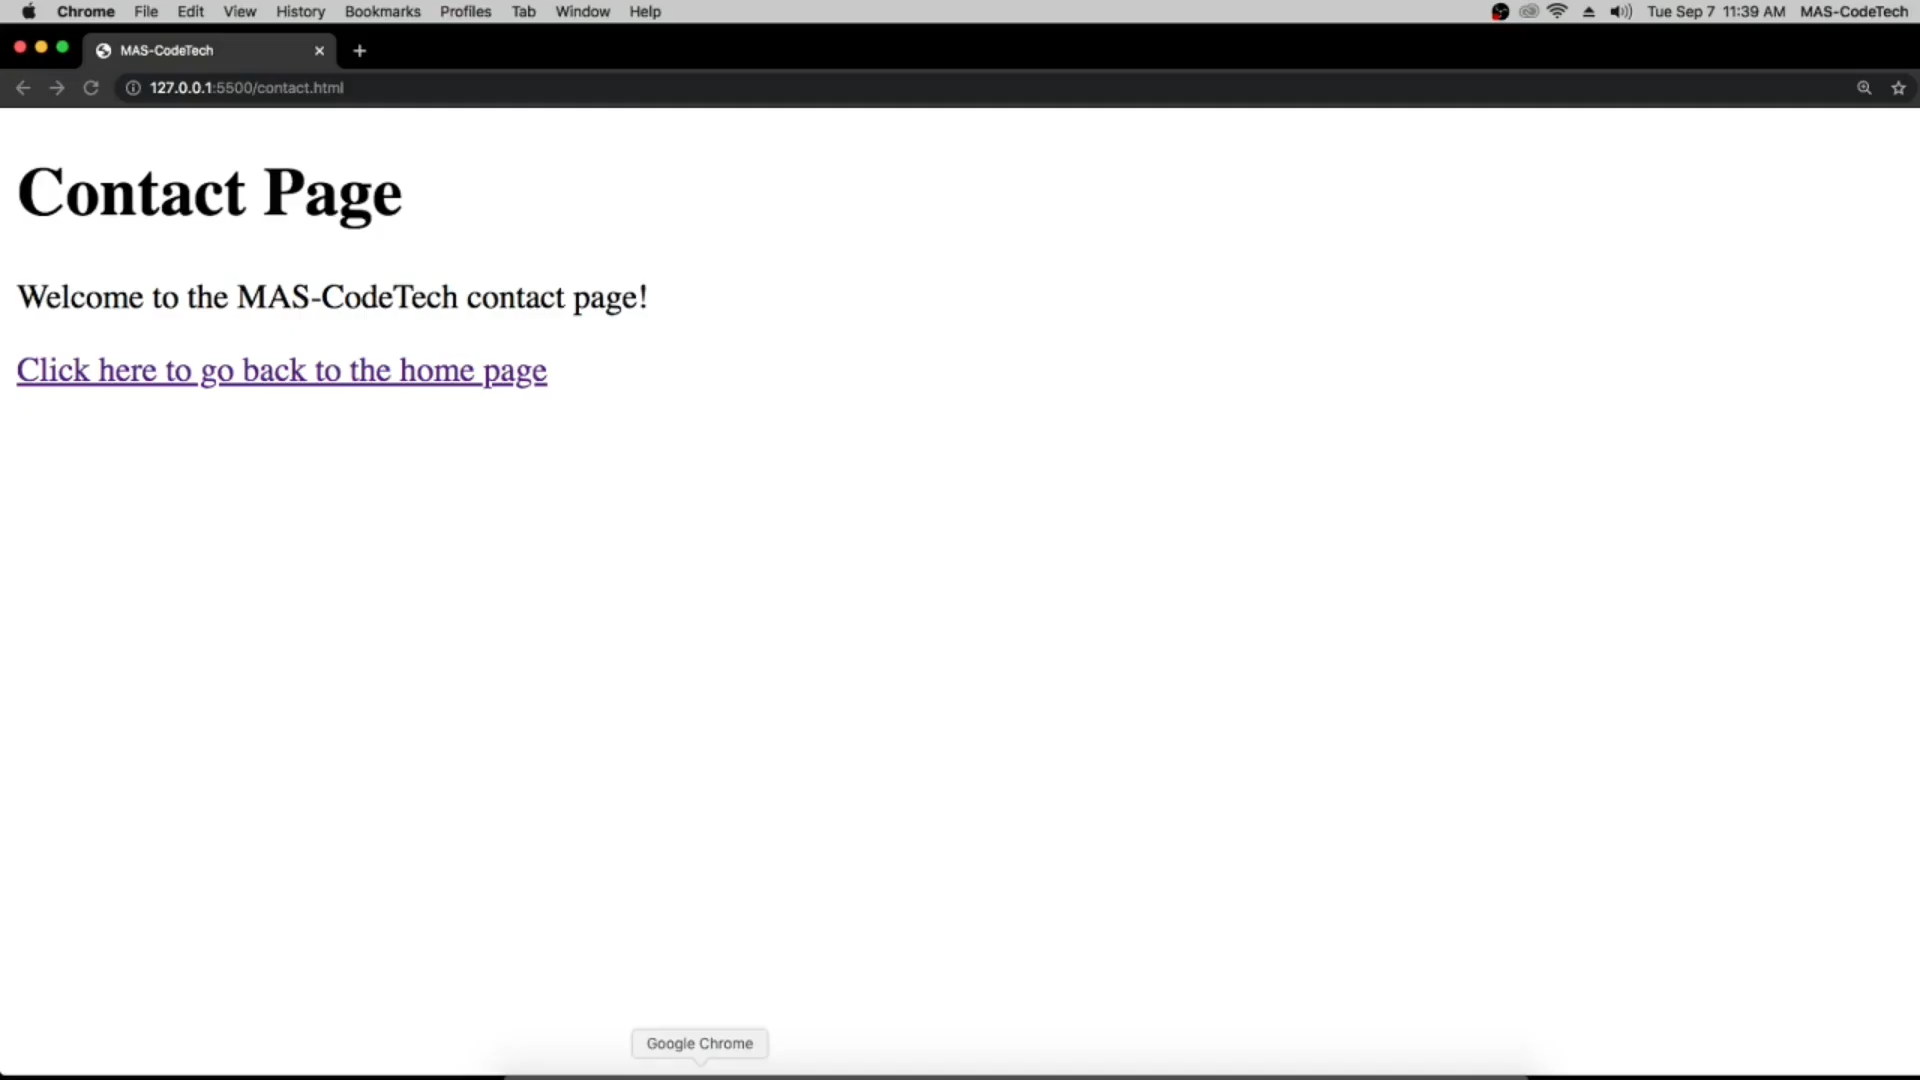 Chrome File Edit View History Bookmarks Profiles Tab Window Help Tue Sep 7 11:39 AM MAS-CodeTech
MAS-CodeTech
127.0.0.1:5500/contact.html
Contact Page
Welcome to the MAS-CodeTech contact page!
Click here to go back to the home page
Google Chrome